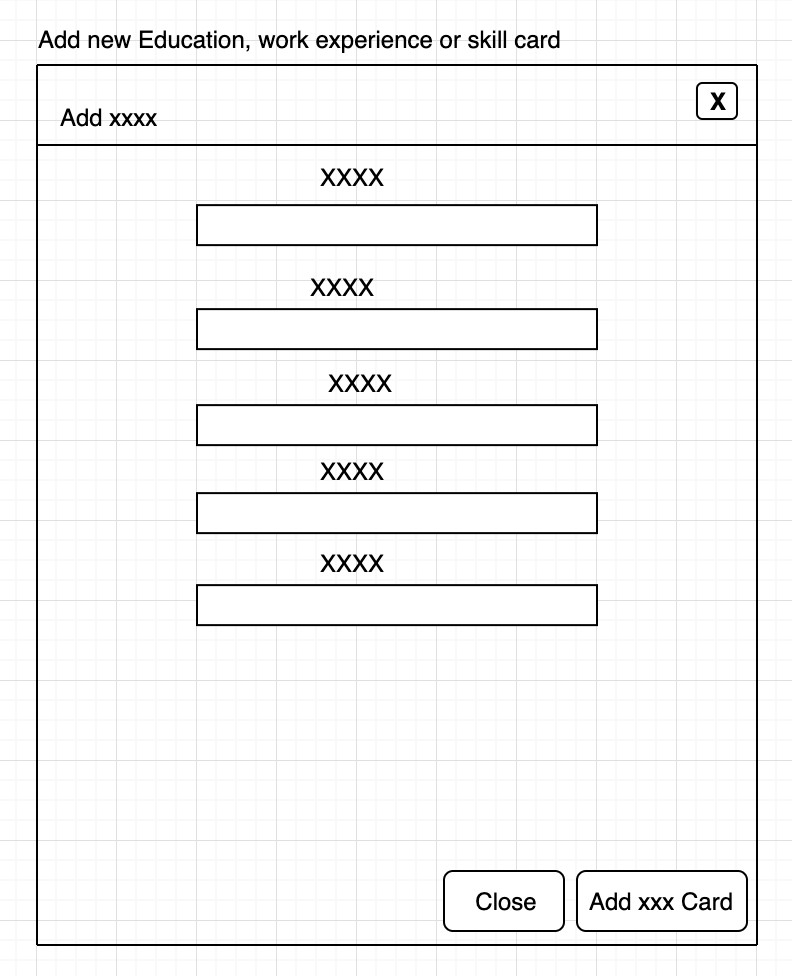 Add new Education, work experience or skill card
X
Add xxxx
XXXX
XXXX
XXXX
XXXX
XXXX
Close
Add xxx Card